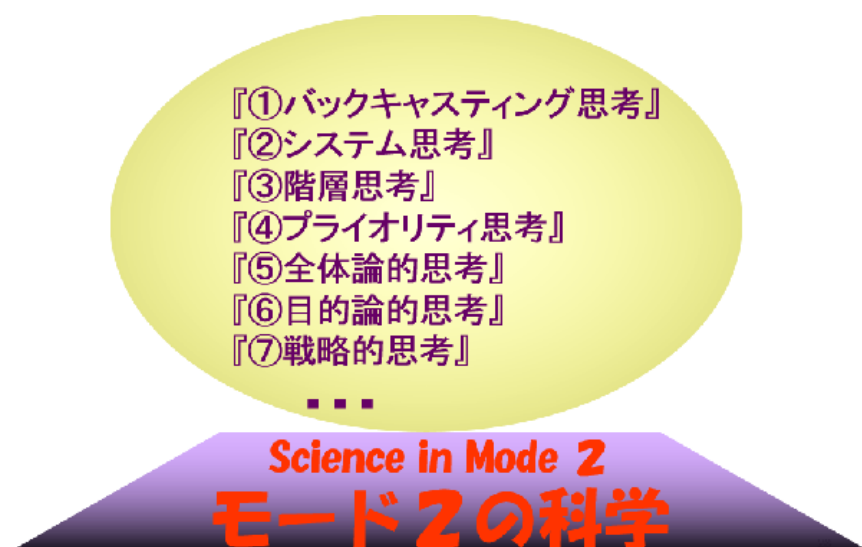 『①バックキャスティング思考』
『②システム思考』
『③階層思考』
『④プライオリティ思考』
『⑤全体論的思考』
『⑥目的論的思考』
『⑦戦略的思考』
・・・
Science in Mode 2
モード2の科学